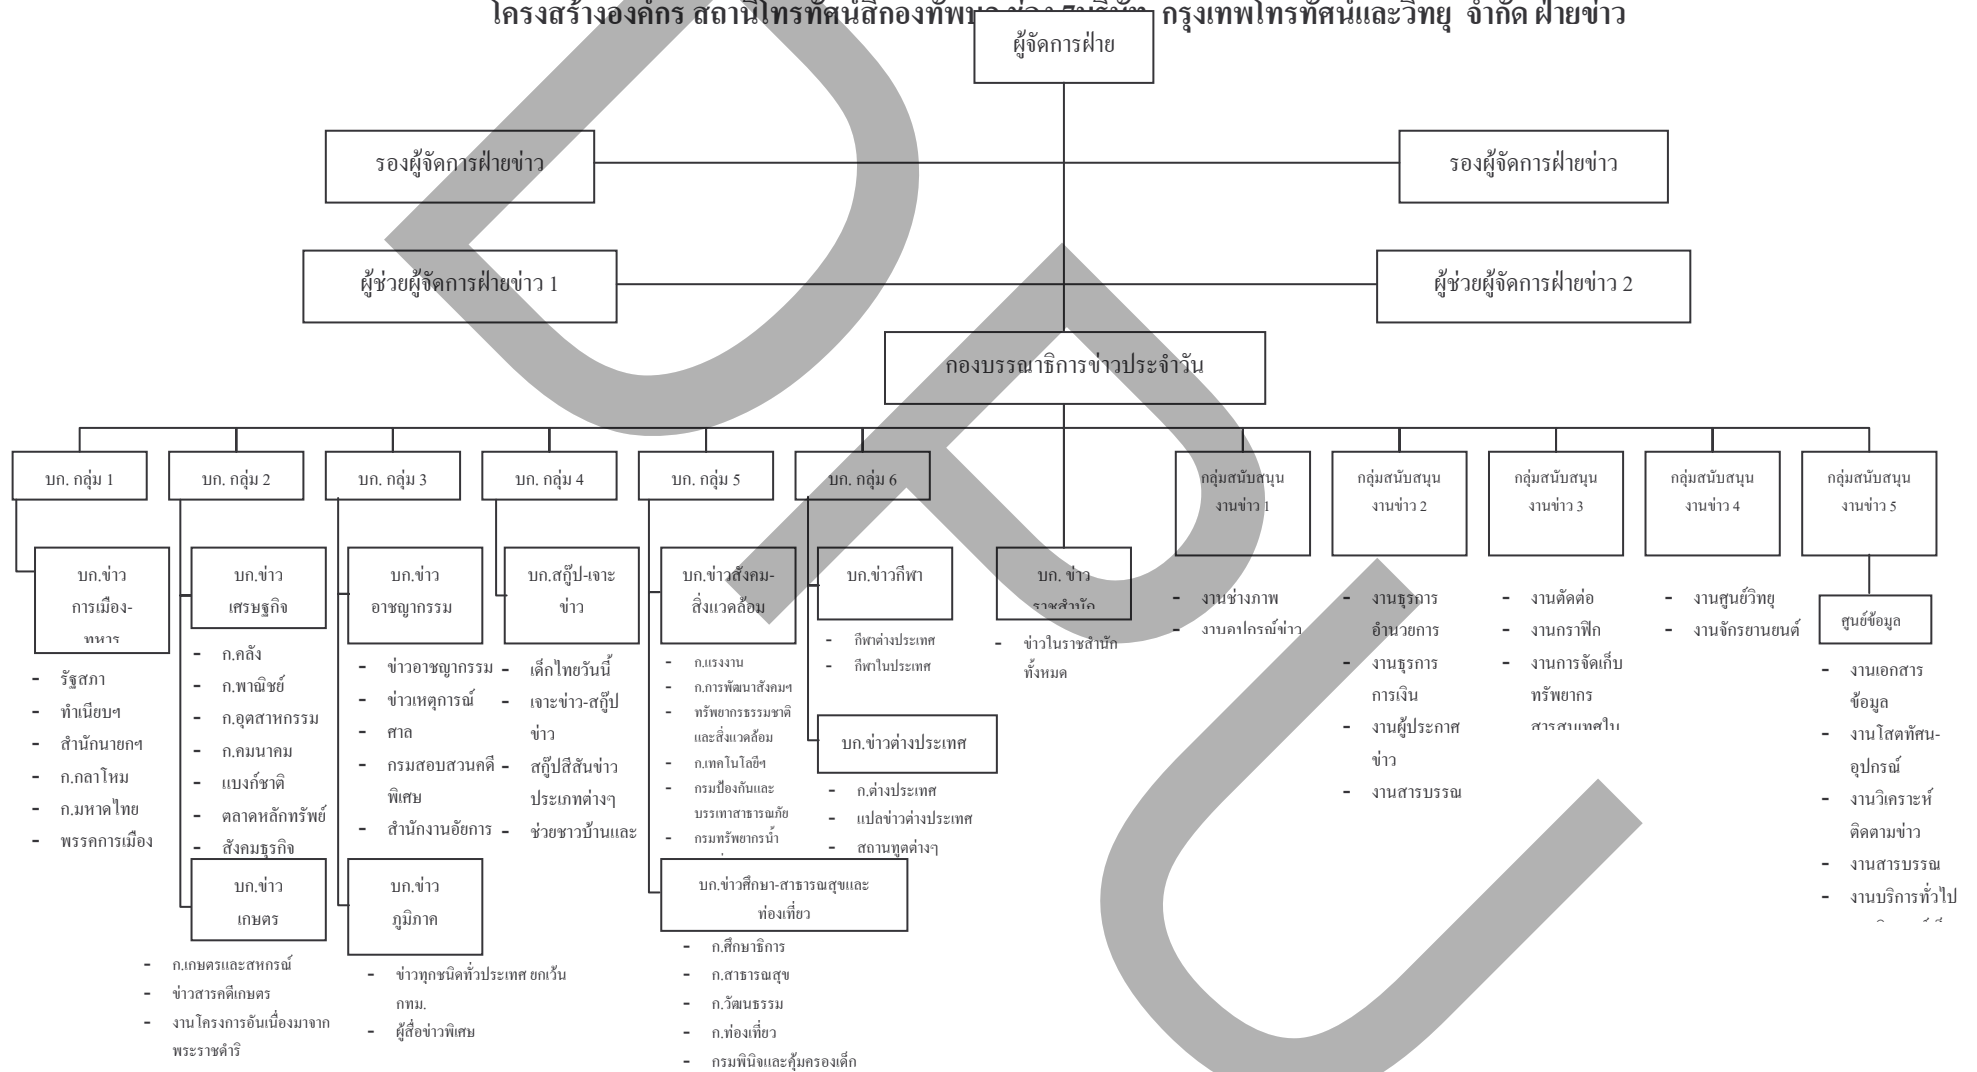 โครงสร้างองค์กร สถานีโทรทัศน์สีกองทัพบก ช่อง 7บริษัท กรุงเทพโทรทัศน์และวิทยุ จำกัด ฝ่ายข่าว
ผู้จัดการฝ่าย
รองผู้จัดการฝ่ายข่าว
รองผู้จัดการฝ่ายข่าว
ผู้ช่วยผู้จัดการฝ่ายข่าว 1
ผู้ช่วยผู้จัดการฝ่ายข่าว 2
กองบรรณาธิการข่าวประจำวัน
บก. กลุ่ม 1
บก.ข่าว
การเมือง-
ทหาร
- รัฐสภา
- ทำเนียบฯ
- สำนักนายกฯ
- ก.กลาโหม
- ก.มหาดไทย
- พรรคการเมือง
บก. กลุ่ม 2
บก.ข่าว
เศรษฐกิจ
- ก.คลัง
- ก.พาณิชย์
- ก.อุตสาหกรรม
- ก.คมนาคม
- แบงก์ชาติ
- ตลาดหลักทรัพย์
- สังคมธุรกิจ
บก.ข่าว
เกษตร
- ก.เกษตรและสหกรณ์
- ข่าวสารคดีเกษตร
- งานโครงการอันเนื่องมาจาก
พระราชดำริ
บก. กลุ่ม 3
บก.ข่าว
อาชญากรรม
- ข่าวอาชญากรรม
- ข่าวเหตุการณ์
- ศาล
- กรมสอบสวนคดี
พิเศษ
- สำนักงานอัยการ
บก.ข่าว
ภูมิภาค
- ข่าวทุกชนิดทั่วประเทศ ยกเว้น
กทม.
- ผู้สื่อข่าวพิเศษ
บก. กลุ่ม 4
บก.สกู๊ป-เจาะ
ข่าว
- เด็กไทยวันนี้
- เจาะข่าว-สกู๊ป
ข่าว
- สกู๊ปสีสันข่าว
ประเภทต่างๆ
- ช่วยชาวบ้านและ
บก. กลุ่ม 5
บก.ข่าวสังคม-
สิ่งแวดล้อม
- ก.แรงงาน
- ก.การพัฒนาสังคมฯ
- ทรัพยากรธรรมชาติ
และสิ่งแวดล้อม
- ก.เทคโนโลยีฯ
- กรมป้องกันและ
บรรเทาสาธารณภัย
- กรมทรัพยากรน้ำ
บก.ข่าวศึกษา-สาธารณสุขและ
ท่องเที่ยว
- ก.ศึกษาธิการ
- ก.สาธารณสุข
- ก.วัฒนธรรม
- ก.ท่องเที่ยว
- กรมพินิจและคุ้มครองเด็ก
บก. กลุ่ม 6
บก.ข่าวกีฬา
- กีฬาต่างประเทศ
- กีฬาในประเทศ
บก.ข่าวต่างประเทศ
- ก.ต่างประเทศ
- แปลข่าวต่างประเทศ
- สถานทูตต่างๆ
บก. ข่าว
ราชสำนัก
- ข่าวในราชสำนัก
ทั้งหมด
กลุ่มสนับสนุน
งานข่าว 1
- งานช่างภาพ
- งานอุปกรณ์ข่าว
กลุ่มสนับสนุน
งานข่าว 2
- งานธุรการ
อำนวยการ
- งานธุรการ
การเงิน
- งานผู้ประกาศ
ข่าว
- งานสารบรรณ
กลุ่มสนับสนุน
งานข่าว 3
- งานตัดต่อ
- งานกราฟิก
- งานการจัดเก็บ
ทรัพยากร
สารสนเทศใน
กลุ่มสนับสนุน
งานข่าว 4
- งานศูนย์วิทยุ
- งานจักรยานยนต์
กลุ่มสนับสนุน
งานข่าว 5
ศูนย์ข้อมูล
- งานเอกสาร
ข้อมูล
- งานโสตทัศน-
อุปกรณ์
- งานวิเคราะห์
ติดตามข่าว
- งานสารบรรณ
- งานบริการทั่วไป
DPU